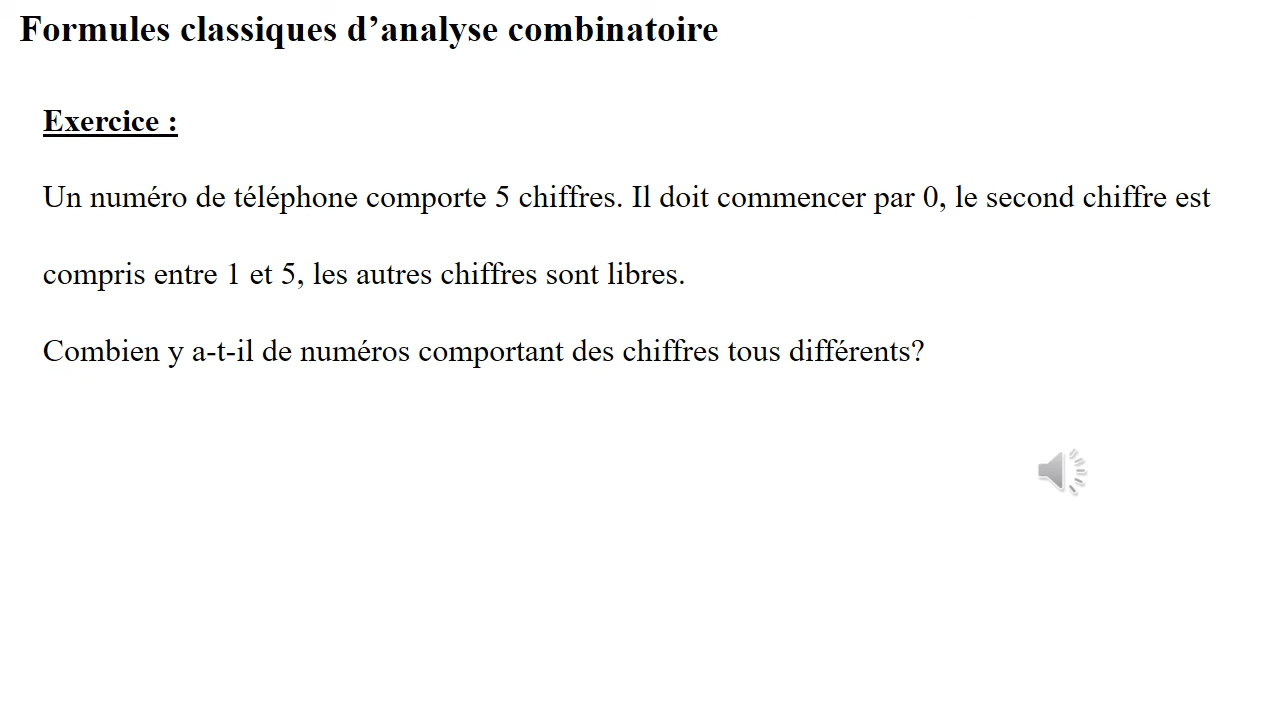 Formules classiques d’analyse combinatoire
Exercice :
Un numéro de téléphone comporte 5 chiffres. Il doit commencer par 0, le second chiffre est
compris entre 1 et 5, les autres chiffres sont libres.
Combien y a-t-il de numéros comportant des chiffres tous différents?